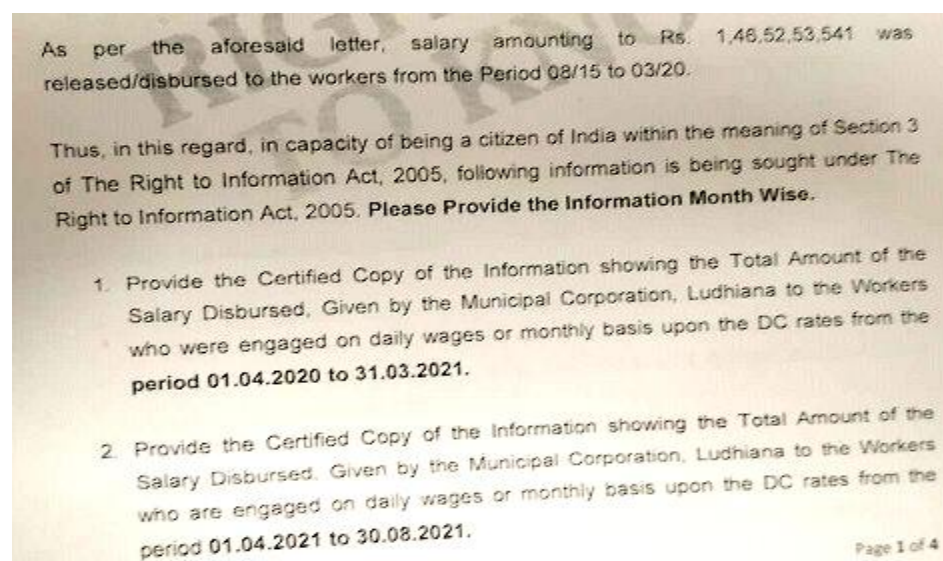 RIGHT
TO KNOW
As per the aforesaid letter, salary amounting to Rs. 1,46,52,53,541 was
released/disbursed to the workers from the Period 08/15 to 03/20.
Thus, in this regard, in capacity of being a citizen of India within the meaning of Section 3
of The Right to Information Act, 2005, following information is being sought under The
Right to Information Act, 2005. Please Provide the Information Month Wise.
1. Provide the Certified Copy of the Information showing the Total Amount of the
Salary Disbursed, Given by the Municipal Corporation, Ludhiana to the Workers
who were engaged on daily wages or monthly basis upon the DC rates from the
period 01.04.2020 to 31.03.2021.
2. Provide the Certified Copy of the Information showing the Total Amount of the
Salary Disbursed, Given by the Municipal Corporation, Ludhiana to the Workers
who are engaged on daily wages or monthly basis upon the DC rates from the
period 01.04.2021 to 30.08.2021.
Page 1 of 4